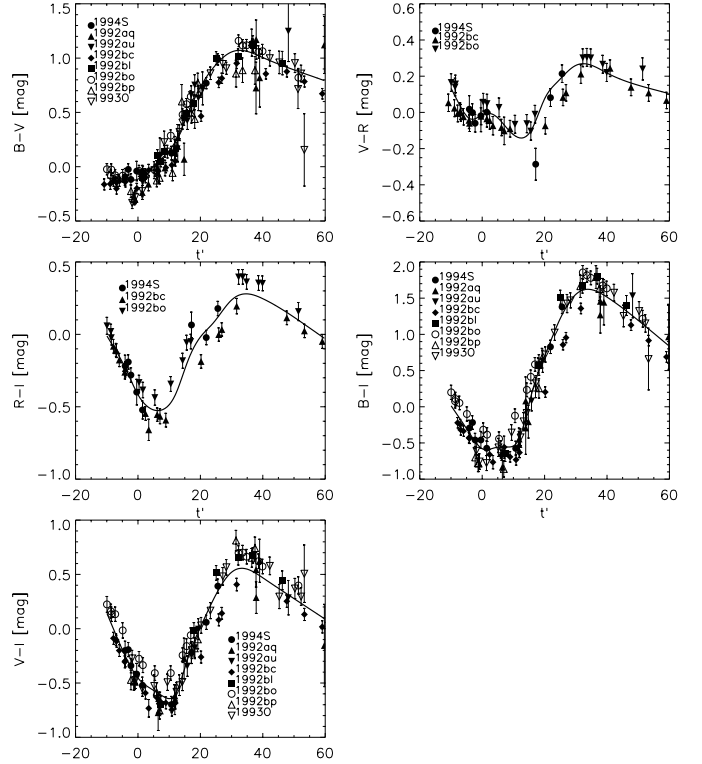 1.5
1.0
0.5
0.0
−0.5
B−V [mag]
1994S
1992aq
1992au
1992bc
1992bl
1992bo
1992bp
1993O
−20 0 20 40 60
t'
0.6
0.4
0.2
0.0
−0.2
−0.4
−0.6
V−R [mag]
1994S
1992bc
1992bo
−20 0 20 40 60
t'
0.5
0.0
−0.5
−1.0
R−I [mag]
1994S
1992bc
1992bo
−20 0 20 40 60
t'
2.0
1.5
1.0
0.5
0.0
−0.5
−1.0
B−I [mag]
1994S
1992aq
1992au
1992bc
1992bl
1992bo
1992bp
1993O
−20 0 20 40 60
t'
1.0
0.5
0.0
−0.5
−1.0
V−I [mag]
1994S
1992aq
1992au
1992bc
1992bl
1992bo
1992bp
1993O
−20 0 20 40 60